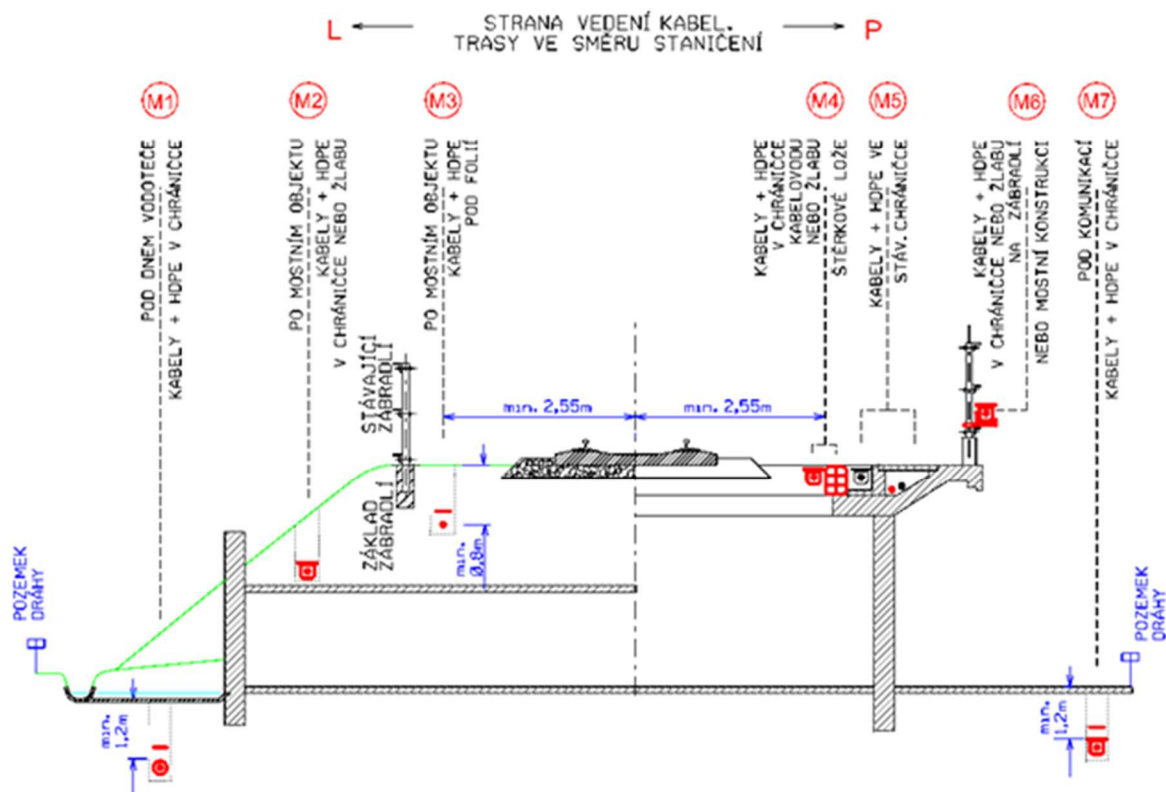 L
STRANA VEDENÍ KABEL.
TRASY VE SMĚRU STANIČENÍ
P
M1
M2
M3
M4
M5
M6
M7
POD DNEM VODOTEČE
KABELY + HDPE V CHRÁNIČCE
PO MOSTNÍM OBJEKTU
KABELY + HDPE
V CHRÁNIČCE NEBO ŽLABU
PO MOSTNÍM OBJEKTU
KABELY + HDPE
POD FOLIÍ
KABELY + HDPE
V CHRÁNIČCE
KABELOVODU
NEBO ŽLABU
ŠTĚRKOVÉ LOŽE
KABELY + HDPE VE
STÁV. CHRÁNIČCE
KABELY + HDPE
V CHRÁNIČCE NEBO ŽLABU
NA ZÁBRADLÍ
NEBO MOSTNÍ KONSTRUKCI
POD KOMUNIKACÍ
KABELY + HDPE V CHRÁNIČCE
STÁVAJÍCÍ
ZÁBRADLÍ
min. 2,55m
min. 2,55m
ZÁKLAD
ZÁBRADLÍ
min.
0,8m
POZEMEK
DRÁHY
POZEMEK
DRÁHY
min.
1,2m
min.
1,2m